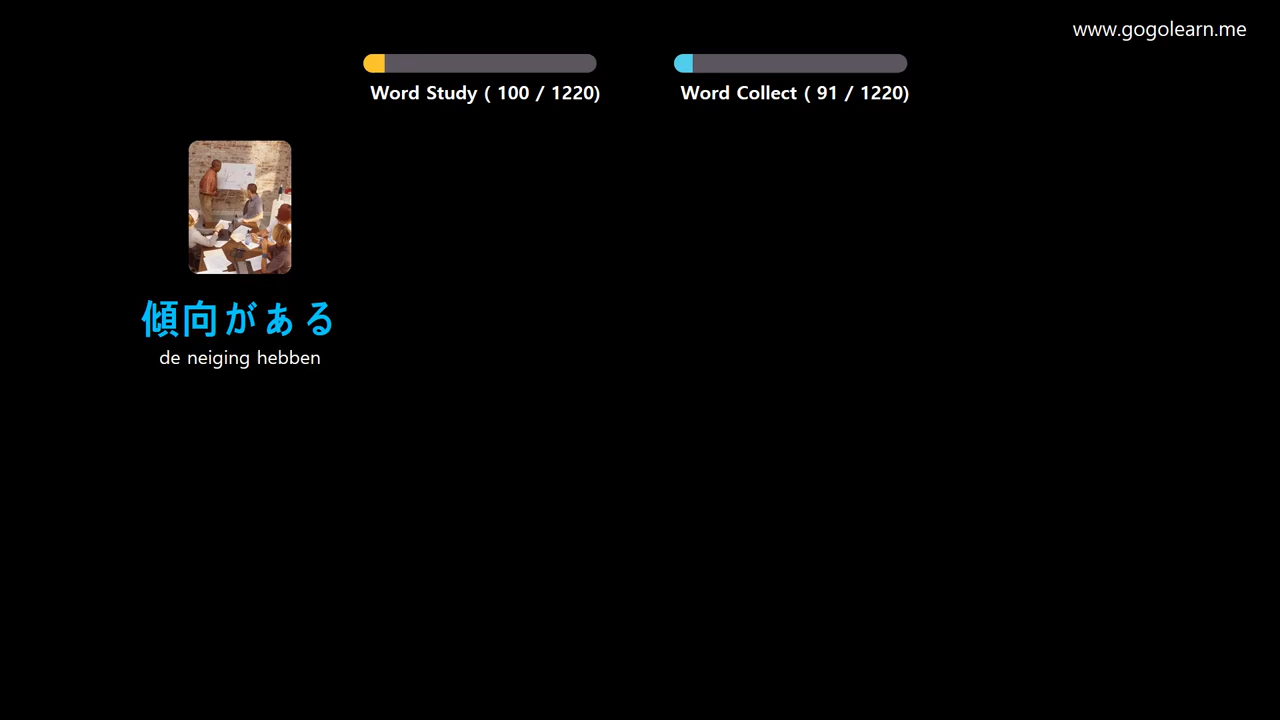 www.gogolearn.me
Word Study ( 100 / 1220)
Word Collect ( 91 / 1220)
傾向がある
de neiging hebben